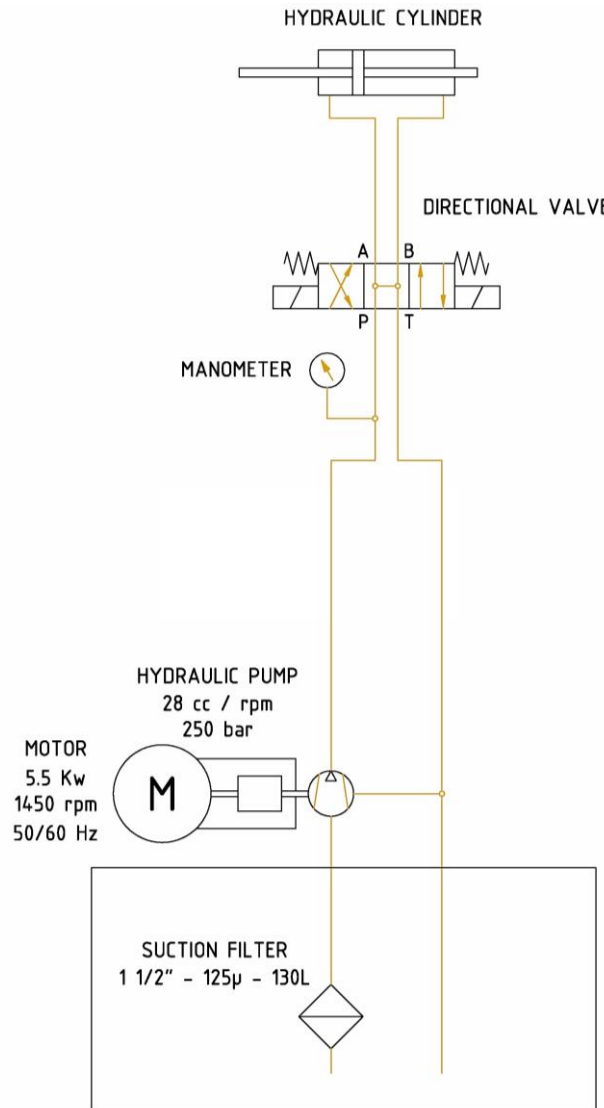 HYDRAULIC CYLINDER
DIRECTIONAL VALVE
A B
P T
MANOMETER
HYDRAULIC PUMP
28 cc / rpm
250 bar
MOTOR
5.5 Kw
1450 rpm
50/60 Hz
M
SUCTION FILTER
1 1/2" - 125µ - 130L